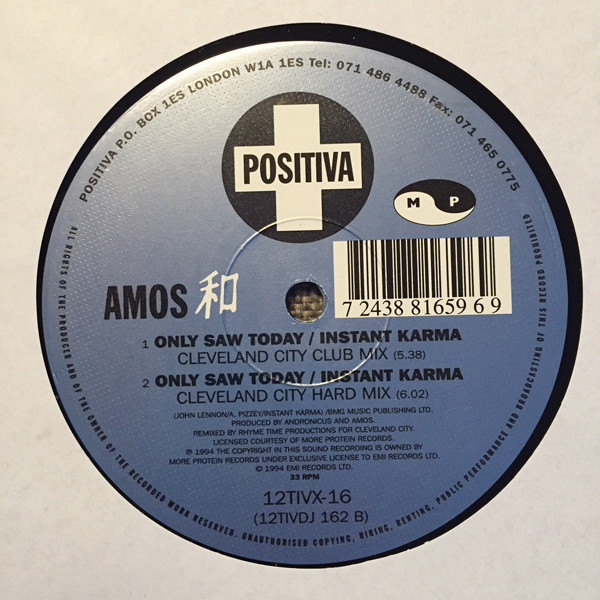 POSITIVA P.O. BOX 1ES LONDON W1A 1ES Tel: 071 486 4488 Fax: 071 465 0775
POSITIVA
M P
AMOS 和
7 24388 16596 9
1 ONLY SAW TODAY / INSTANT KARMA
CLEVELAND CITY CLUB MIX (5.38)
2 ONLY SAW TODAY / INSTANT KARMA
CLEVELAND CITY HARD MIX (6.02)
(JOHN LENNON/A. PIZZEY/INSTANT KARMA) /BMG MUSIC PUBLISHING LTD.
PRODUCED BY ANDRONICUS AND AMOS.
REMIXED BY RHYME TIME PRODUCTIONS FOR CLEVELAND CITY.
LICENSED COURTESY OF MORE PROTEIN RECORDS.
℗ 1994 THE COPYRIGHT IN THIS SOUND RECORDING IS OWNED BY
MORE PROTEIN RECORDS UNDER EXCLUSIVE LICENSE TO EMI RECORDS LTD.
© 1994 EMI RECORDS LTD.
33 RPM
12TIVX-16
(12TIVDJ 162 B)
ALL RIGHTS OF THE PRODUCER AND OF THE OWNER OF THE RECORDED WORK RESERVED. UNAUTHORISED COPYING, HIRING, RENTING, PUBLIC PERFORMANCE AND BROADCASTING OF THIS RECORD PROHIBITED